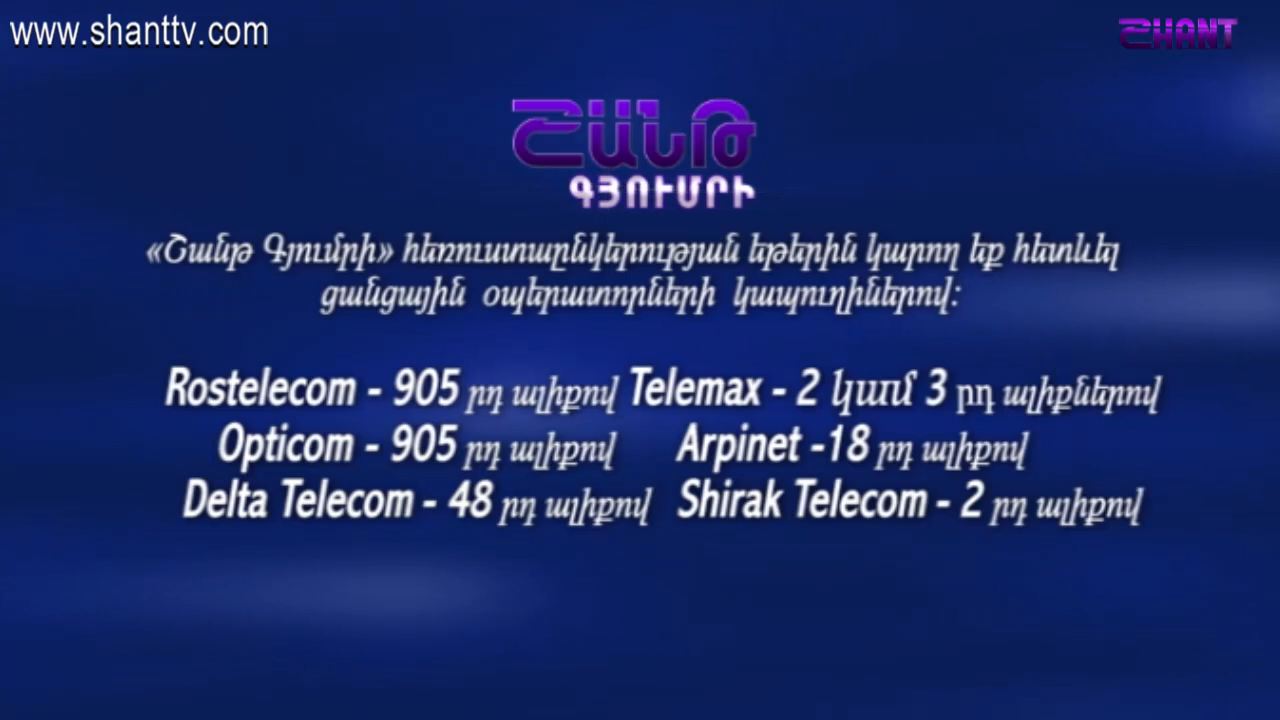 www.shanttv.com
SHANT
ՇԱՆԹ
ԳՅՈՒՄՐԻ
«Շանթ Գյումրի» հեռուստաընկերության եթերին կարող եք հետևել
ցանցային օպերատորների կապուղիներով:
Rostelecom - 905 րդ ալիքով Telemax - 2 կամ 3 րդ ալիքներով
Opticom - 905 րդ ալիքով Arpinet -18 րդ ալիքով
Delta Telecom - 48 րդ ալիքով Shirak Telecom - 2 րդ ալիքով